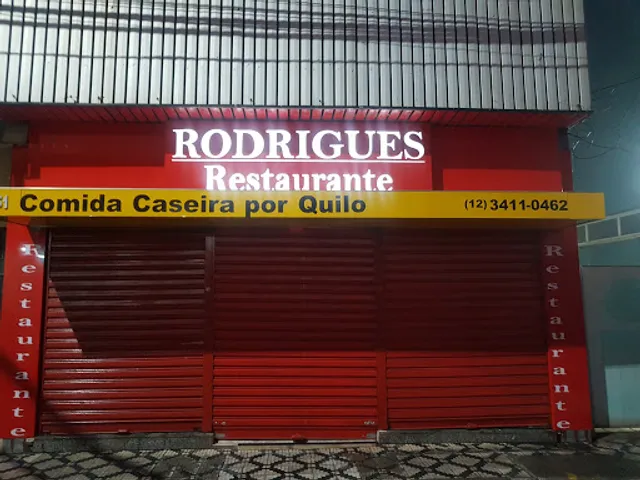 RODRIGUES
Restaurante
Comida Caseira por Quilo (12) 3411-0462
Restaurante
Restaurante